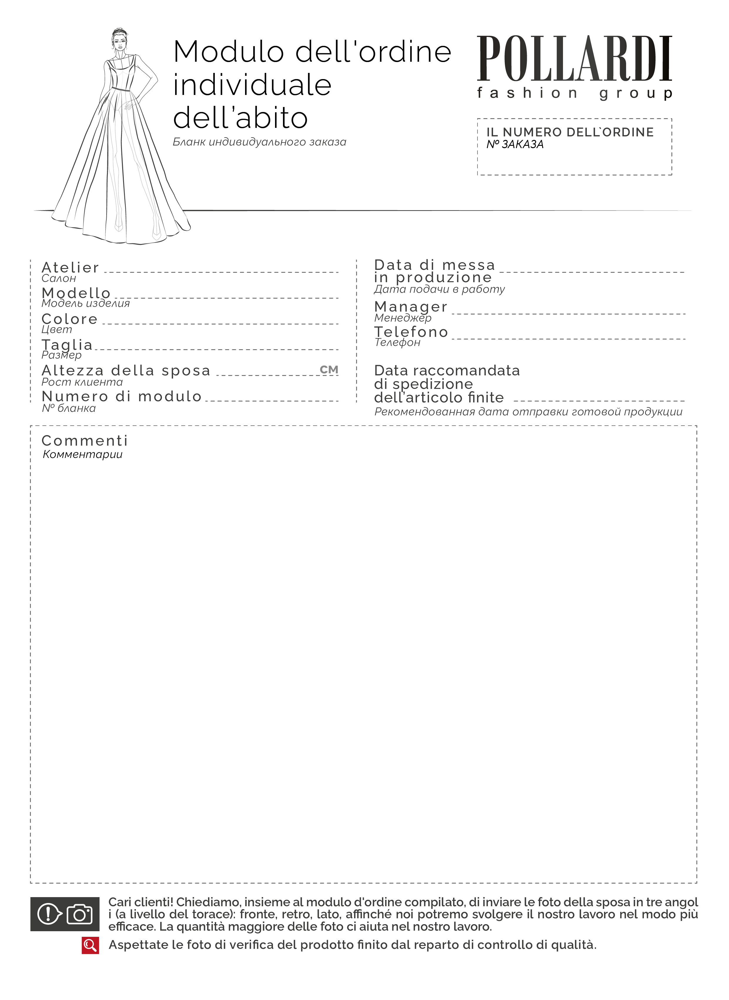 Modulo dell'ordine
individuale
dell’abito
Бланк индивидуального заказа
POLLARDI
fashion group
IL NUMERO DELL`ORDINE
№ ЗАКАЗА
Atelier
Салон
Modello
Модель изделия
Colore
Цвет
Taglia
Размер
Altezza della sposa CM
Рост клиента
Numero di modulo
№ бланка
Data di messa
in produzione
Дата подачи в работу
Manager
Менеджер
Telefono
Телефон
Data raccomandata
di spedizione
dell’articolo finite
Рекомендованная дата отправки готовой продукции
Commenti
Комментарии
Cari clienti! Chiediamo, insieme al modulo d'ordine compilato, di inviare le foto della sposa in tre angol
i (a livello del torace): fronte, retro, lato, affinché noi potremo svolgere il nostro lavoro nel modo più
efficace. La quantità maggiore delle foto ci aiuta nel nostro lavoro.
Aspettate le foto di verifica del prodotto finito dal reparto di controllo di qualità.